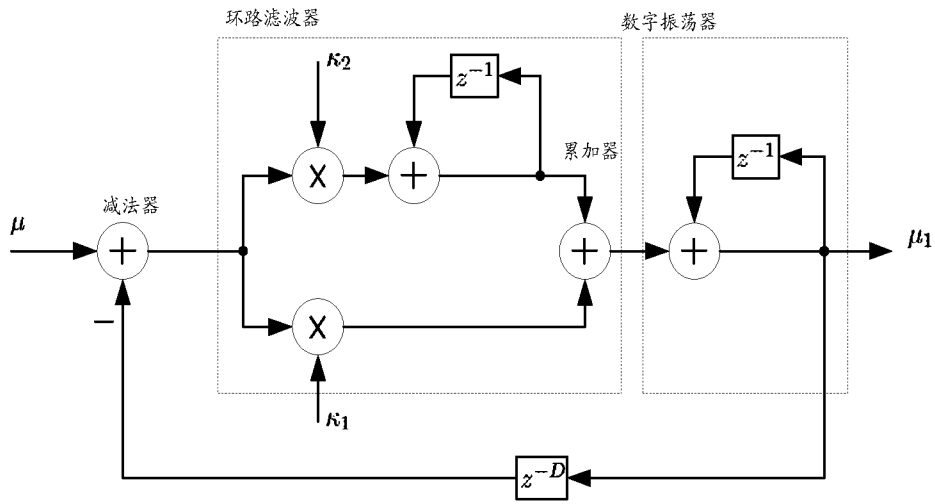 环路滤波器
数字振荡器
κ₂
z⁻¹
累加器
z⁻¹
减法器
μ
×
+
+
+
+
μ₁
×
−
κ₁
z⁻ᴰ